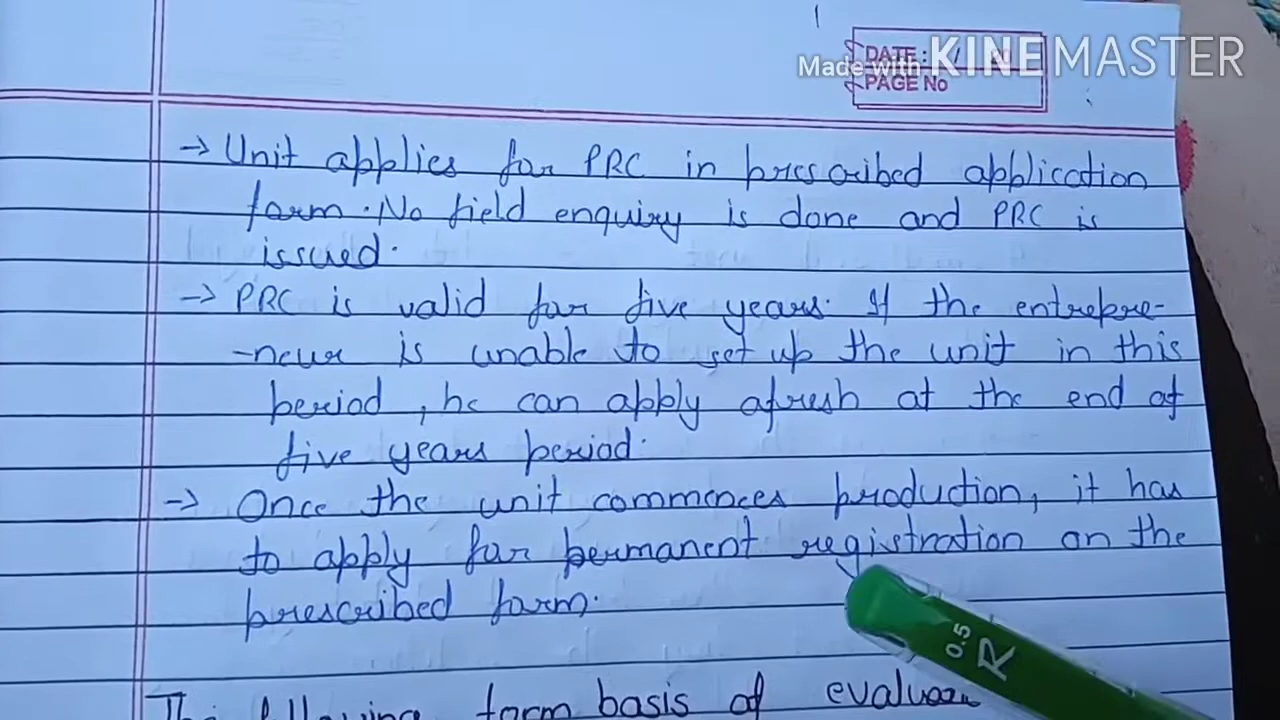 Made with KINEMASTER
DATE : / 20
PAGE No
→ Unit applies for PRC in prescribed application
form. No field enquiry is done and PRC is
issued.
→ PRC is valid for five years. If the entrepre-
-neur is unable to set up the unit in this
period, he can apply afresh at the end of
five years period.
→ Once the unit commences production, it has
to apply for permanent registration on the
prescribed form.
The following form basis of
0.5 R